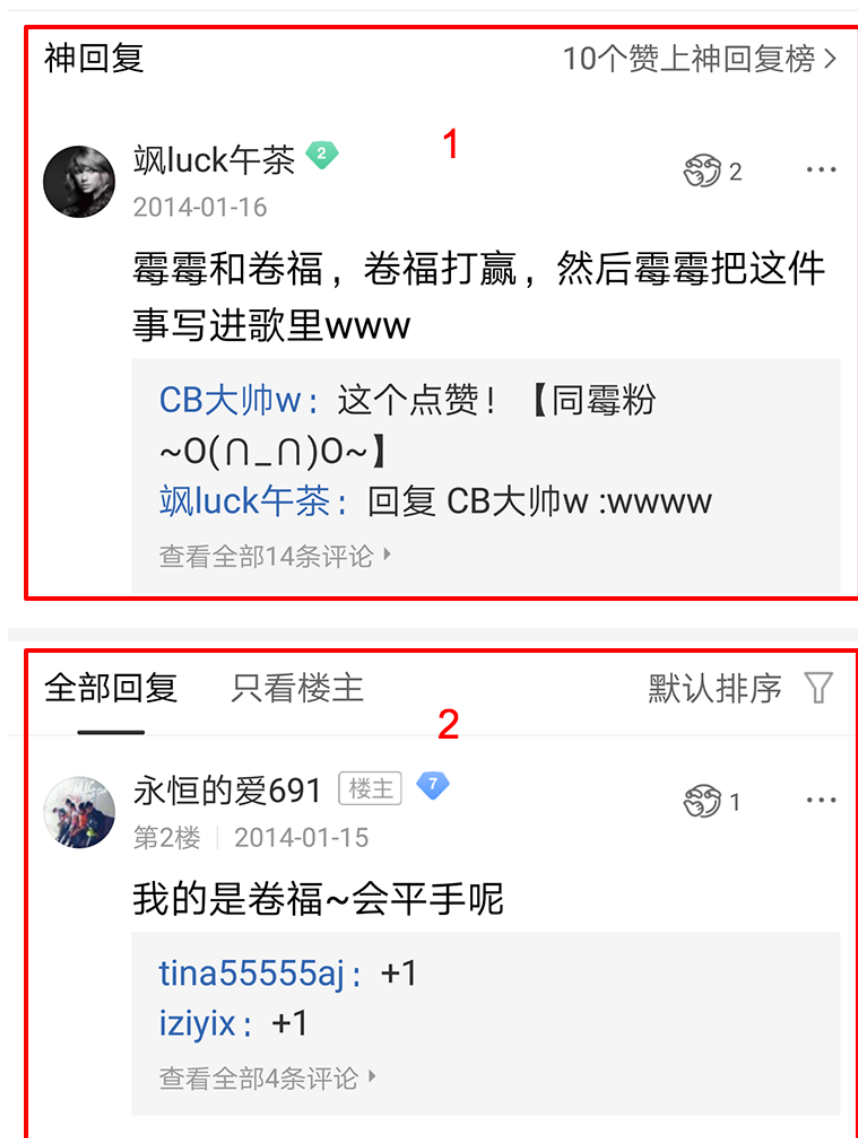 神回复 10个赞上神回复榜 >
1
飒luck午茶 2
2 ...
2014-01-16
霉霉和卷福，卷福打赢，然后霉霉把这件
事写进歌里www
CB大帅w：这个点赞！【同霉粉
~O(∩_∩)O~】
飒luck午茶：回复 CB大帅w :wwww
查看全部14条评论
全部回复 只看楼主 默认排序
2
永恒的爱691 楼主 7
1 ...
第2楼 | 2014-01-15
我的是卷福~会平手呢
tina55555aj：+1
iziyix：+1
查看全部4条评论